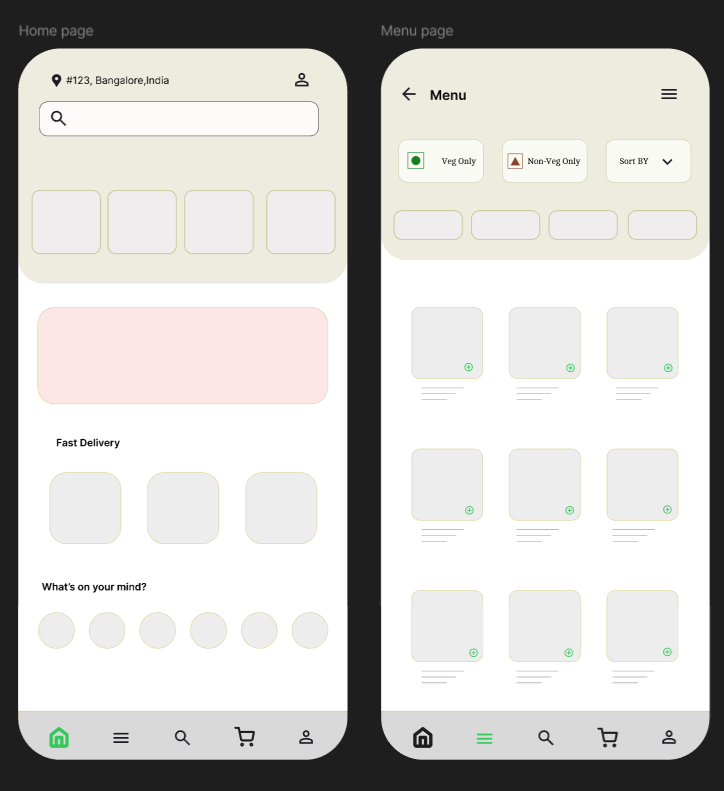 Home page
#123, Bangalore,India
Fast Delivery
What's on your mind?
Menu page
Menu
Veg Only
Non-Veg Only
Sort BY